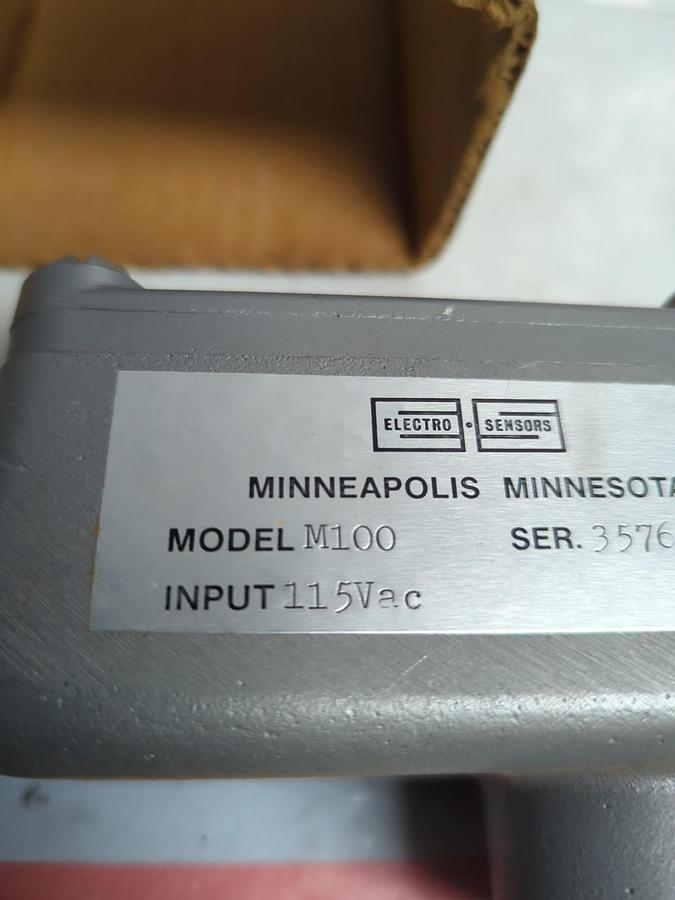 ELECTRO • SENSORS
MINNEAPOLIS MINNESOTA
MODEL M100 SER. 3576
INPUT 115Vac